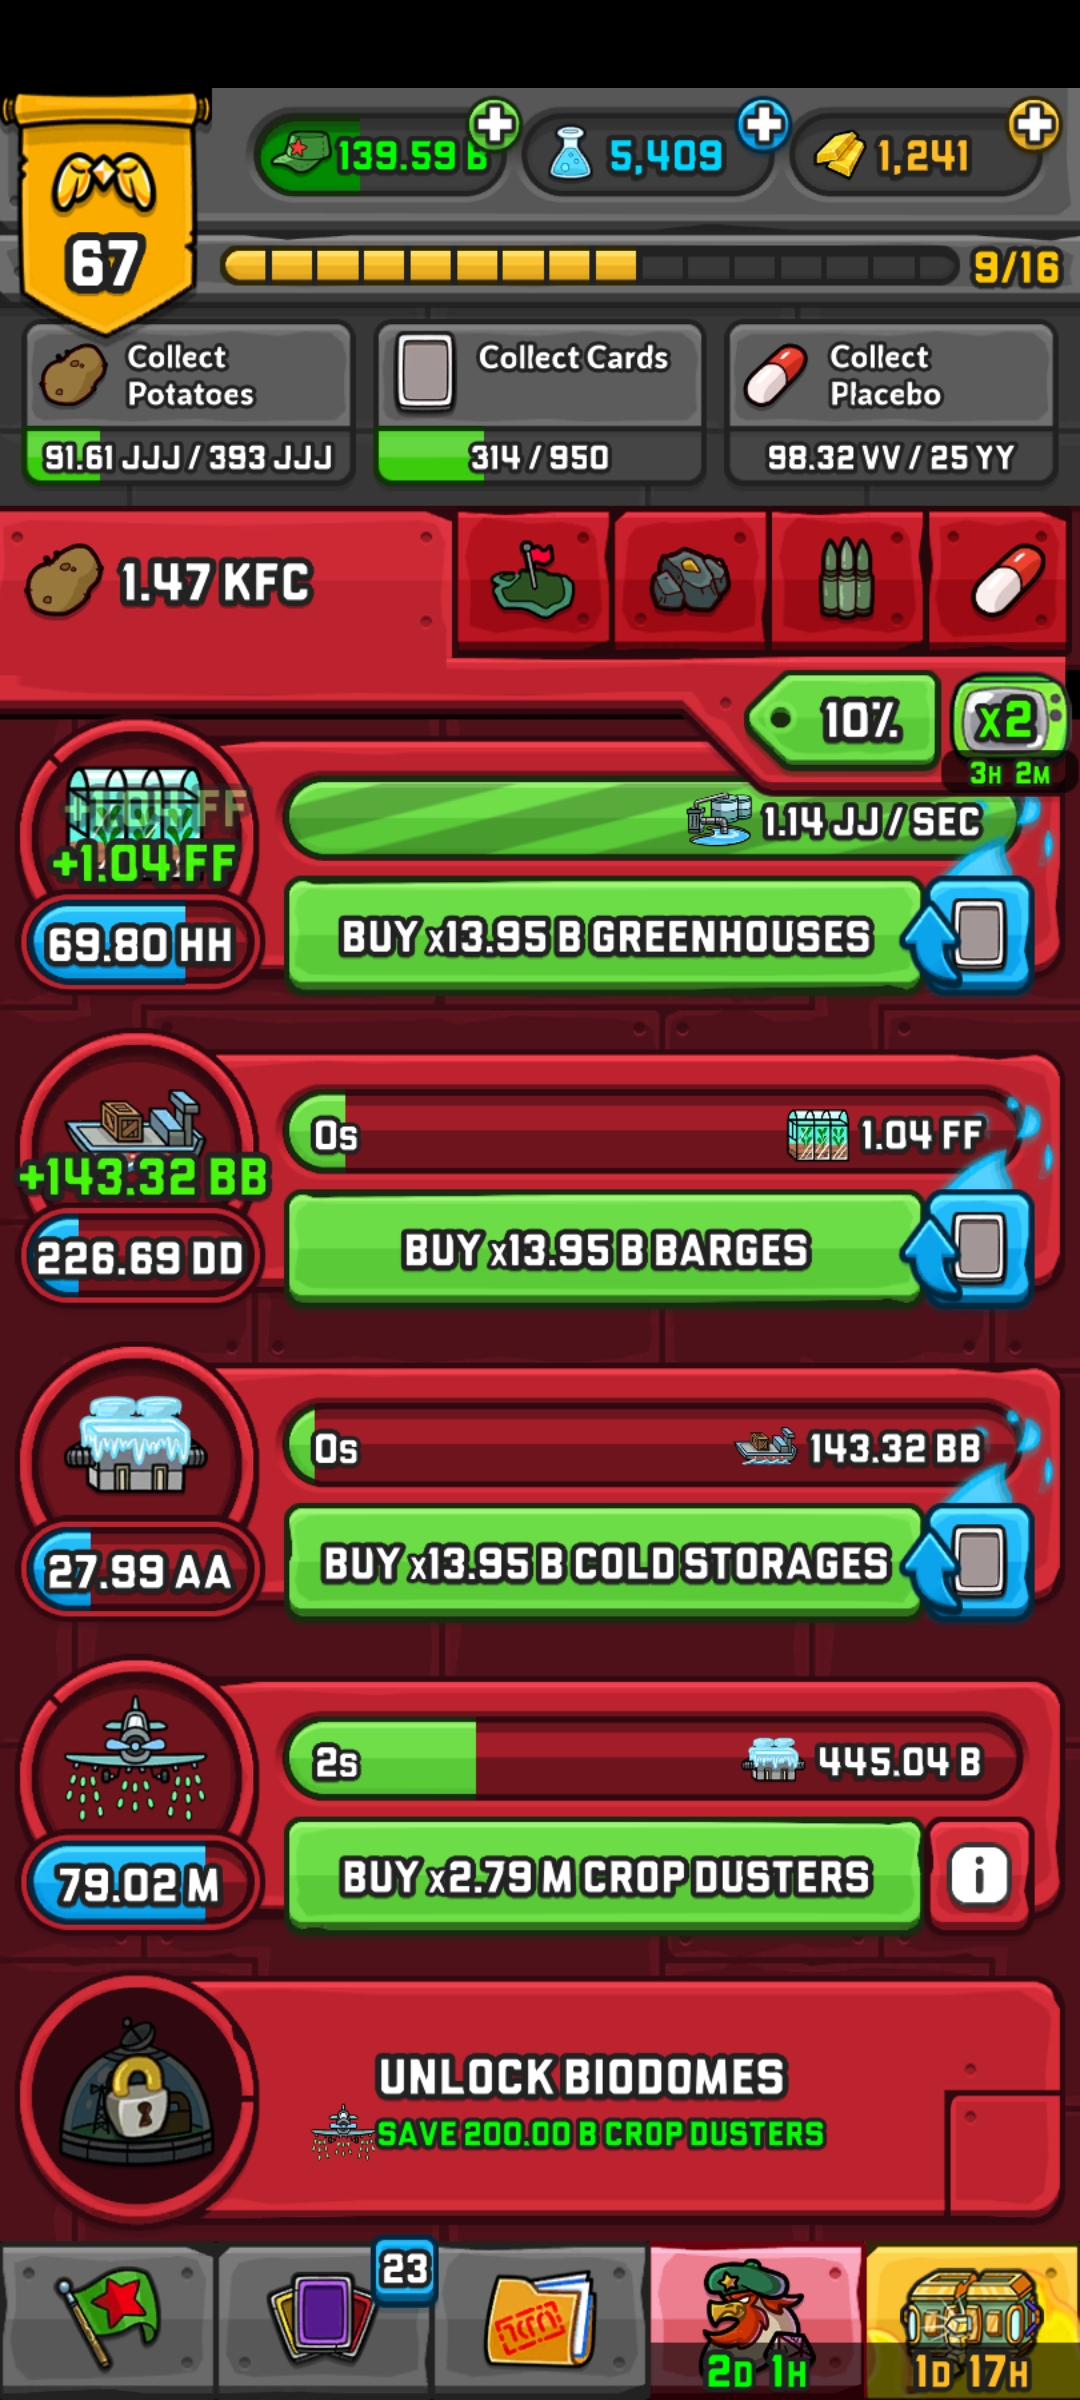 139.59 B
5,409
1,241
67
9/16
Collect
Potatoes
91.61 JJJ / 393 JJJ
Collect Cards
314 / 950
Collect
Placebo
98.32 VV / 25 YY
1.47 KFC
10%
x2
3H 2M
+1.04 FF
1.14 JJ / SEC
69.80 HH
BUY x13.95 B GREENHOUSES
0s
1.04 FF
+143.32 BB
226.69 DD
BUY x13.95 B BARGES
0s
143.32 BB
27.99 AA
BUY x13.95 B COLD STORAGES
2s
445.04 B
79.02 M
BUY x2.79 M CROP DUSTERS
i
UNLOCK BIODOMES
SAVE 200.00 B CROP DUSTERS
23
2D 1H
1D 17H